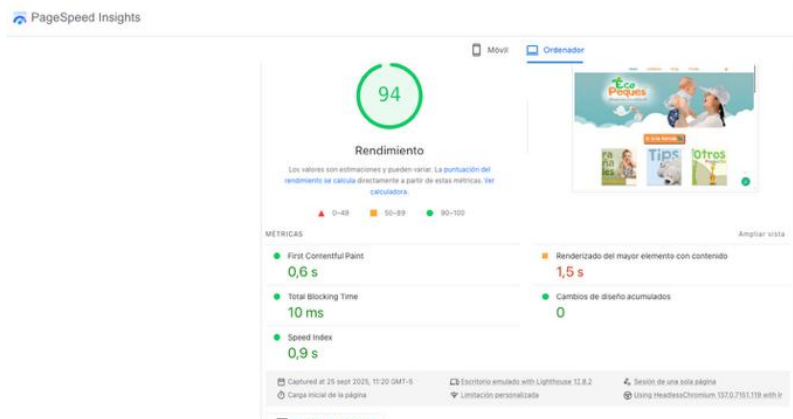 PageSpeed Insights
Móvil
Ordenador
94
Rendimiento
Los valores son estimaciones y pueden variar. La puntuación del
rendimiento se calcula directamente a partir de estas métricas. Ver
calculadora.
0–49
50–89
90–100
Eco
Peques
Tips
Otros
MÉTRICAS
Ampliar vista
First Contentful Paint
0,6 s
Renderizado del mayor elemento con contenido
1,5 s
Total Blocking Time
10 ms
Cambios de diseño acumulados
0
Speed Index
0,9 s
Captured at 25 sept 2025, 11:20 GMT-5
Escritorio emulado with Lighthouse 12.8.2
Sesión de una sola página
Carga inicial de la página
Limitación personalizada
Using HeadlessChromium 137.0.7151.119 with lr